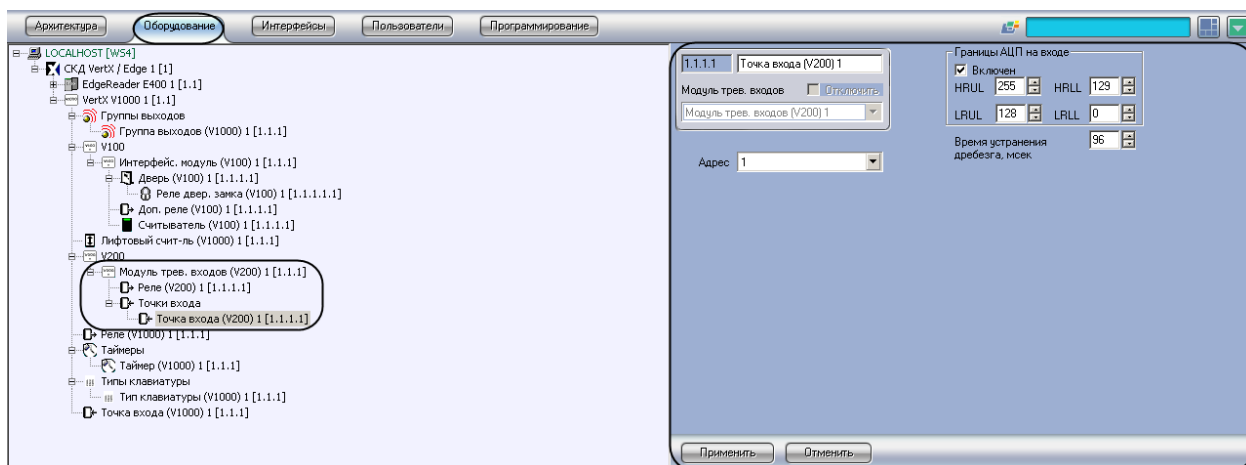 Архитектура Оборудование Интерфейсы Пользователи Программирование
LOCALHOST [WS4]
СКД VertX / Edge 1 [1]
EdgeReader E400 1 [1.1]
VertX V1000 1 [1.1]
Группы выходов
Группа выходов (V1000) 1 [1.1.1]
V100
Интерфейс. модуль (V100) 1 [1.1.1]
Дверь (V100) 1 [1.1.1.1]
Реле двер. замка (V100) 1 [1.1.1.1.1]
Доп. реле (V100) 1 [1.1.1.1]
Считыватель (V100) 1 [1.1.1.1]
Лифтовый счит-ль (V1000) 1 [1.1.1]
V200
Модуль трев. входов (V200) 1 [1.1.1]
Реле (V200) 1 [1.1.1.1]
Точки входа
Точка входа (V200) 1 [1.1.1.1]
Реле (V1000) 1 [1.1.1]
Таймеры
Таймер (V1000) 1 [1.1.1]
Типы клавиатуры
Тип клавиатуры (V1000) 1 [1.1.1]
Точка входа (V1000) 1 [1.1.1]
1.1.1.1 Точка входа (V200) 1
Модуль трев. входов Отключить
Модуль трев. входов (V200) 1
Адрес 1
Границы АЦП на входе
Включен
HRUL 255 HRLL 129
LRUL 128 LRLL 0
Время устранения 96
дребезга, мсек
Применить Отменить